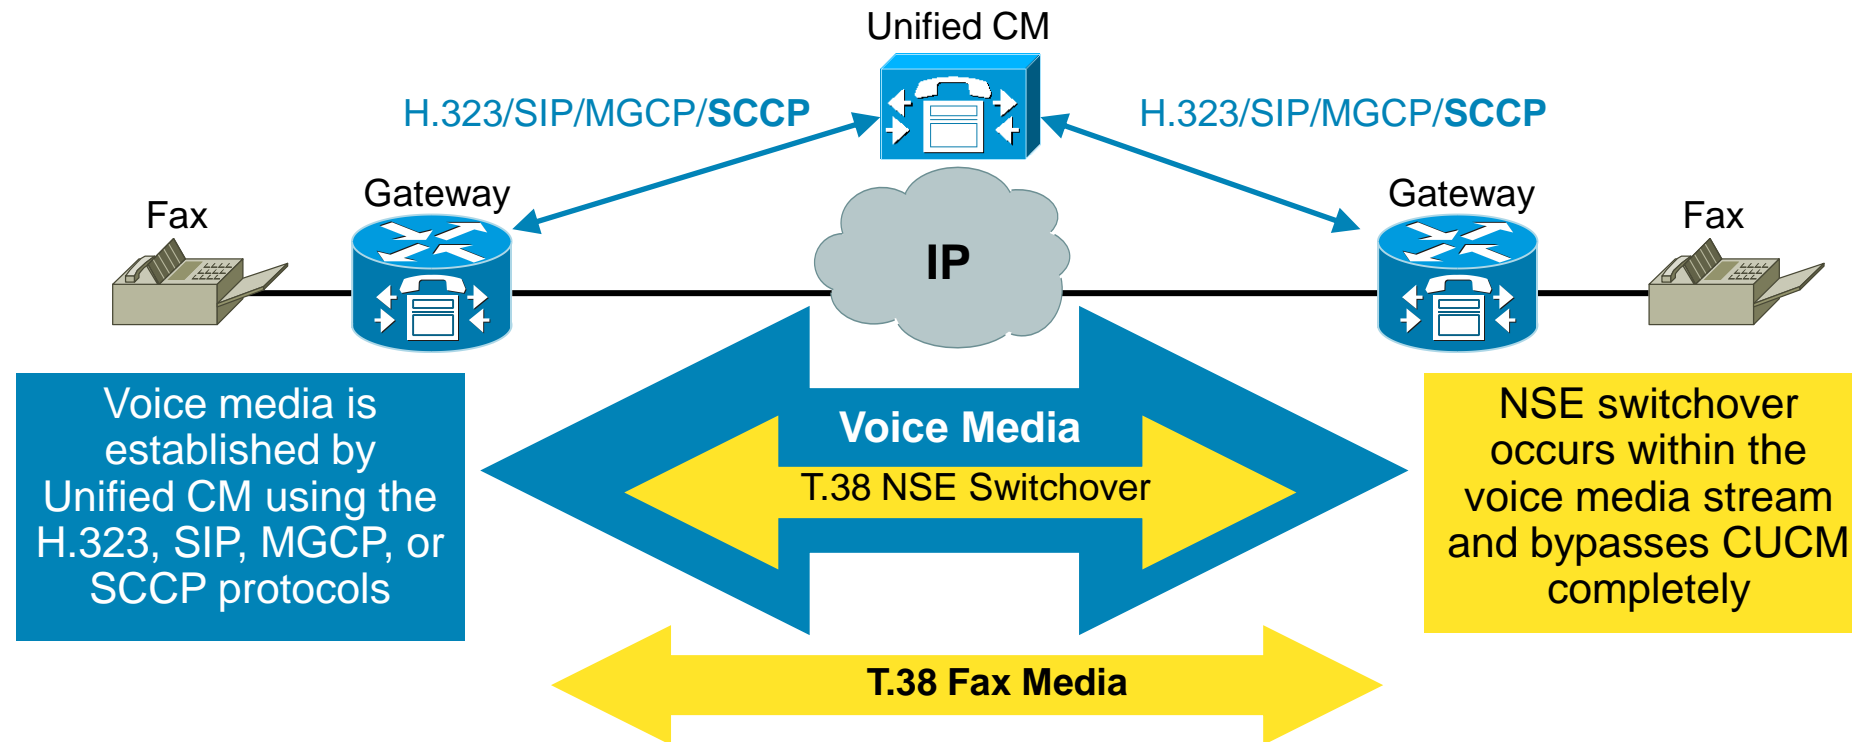 Unified CM
H.323/SIP/MGCP/SCCP
H.323/SIP/MGCP/SCCP
Gateway
Gateway
Fax
Fax
IP
Voice media is
established by
Unified CM using the
H.323, SIP, MGCP, or
SCCP protocols
Voice Media
T.38 NSE Switchover
NSE switchover
occurs within the
voice media stream
and bypasses CUCM
completely
T.38 Fax Media